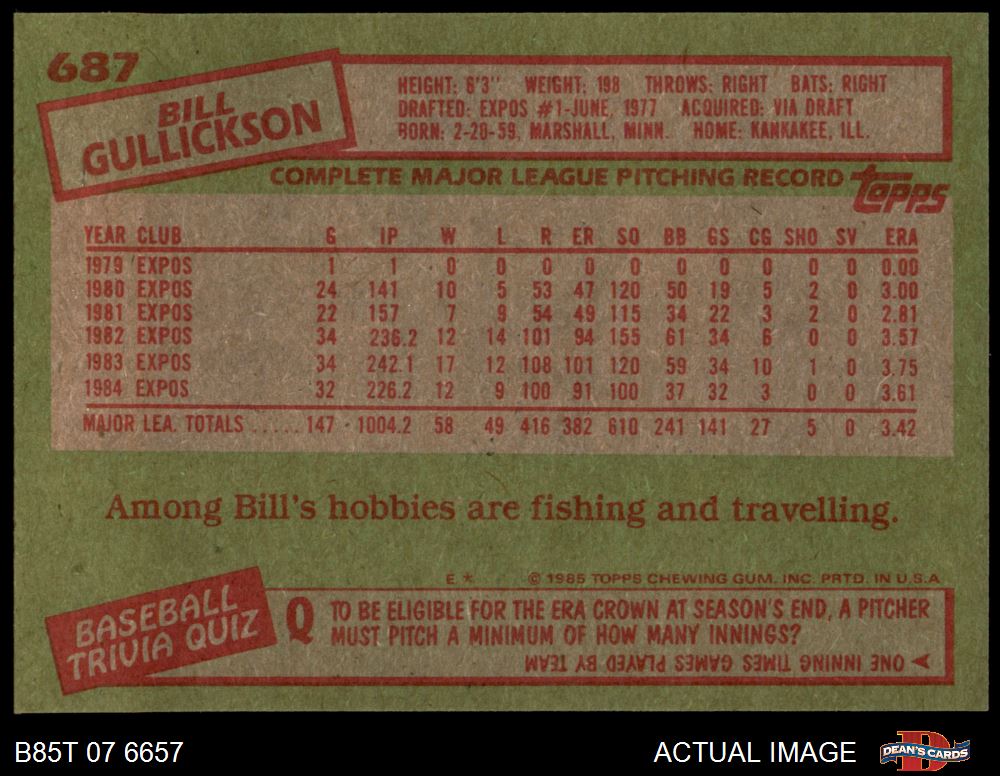 687
BILL
GULLICKSON
HEIGHT: 6'3" WEIGHT: 198 THROWS: RIGHT BATS: RIGHT
DRAFTED: EXPOS #1-JUNE, 1977 ACQUIRED: VIA DRAFT
BORN: 2-20-59, MARSHALL, MINN. HOME: KANKAKEE, ILL.
COMPLETE MAJOR LEAGUE PITCHING RECORD topps
YEAR CLUB G IP W L R ER SO BB GS CG SHO SV ERA
1979 EXPOS 1 1 0 0 0 0 0 0 0 0 0 0 0.00
1980 EXPOS 24 141 10 5 53 47 120 50 19 5 2 0 3.00
1981 EXPOS 22 157 7 9 54 49 115 34 22 3 2 0 2.81
1982 EXPOS 34 236.2 12 14 101 94 155 61 34 6 0 0 3.57
1983 EXPOS 34 242.1 17 12 108 101 120 59 34 10 1 0 3.75
1984 EXPOS 32 226.2 12 9 100 91 100 37 32 3 0 0 3.61
MAJOR LEA. TOTALS ..... 147 1004.2 58 49 416 382 610 241 141 27 5 0 3.42
Among Bill's hobbies are fishing and travelling.
E.* © 1985 TOPPS CHEWING GUM, INC. PRTD. IN U.S.A
BASEBALL
TRIVIA QUIZ
Q TO BE ELIGIBLE FOR THE ERA CROWN AT SEASON'S END, A PITCHER
MUST PITCH A MINIMUM OF HOW MANY INNINGS?
A ONE INNING TIMES GAMES PLAYED BY TEAM
B85T 07 6657
ACTUAL IMAGE
D
DEAN'S CARDS